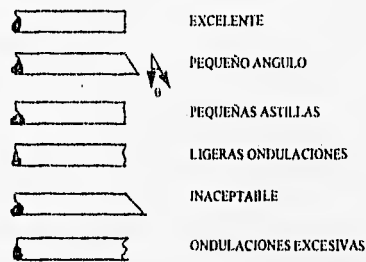 EXCELENTE
PEQUEÑO ANGULO
θ
PEQUEÑAS ASTILLAS
LIGERAS ONDULACIONES
INACEPTABLE
ONDULACIONES EXCESIVAS